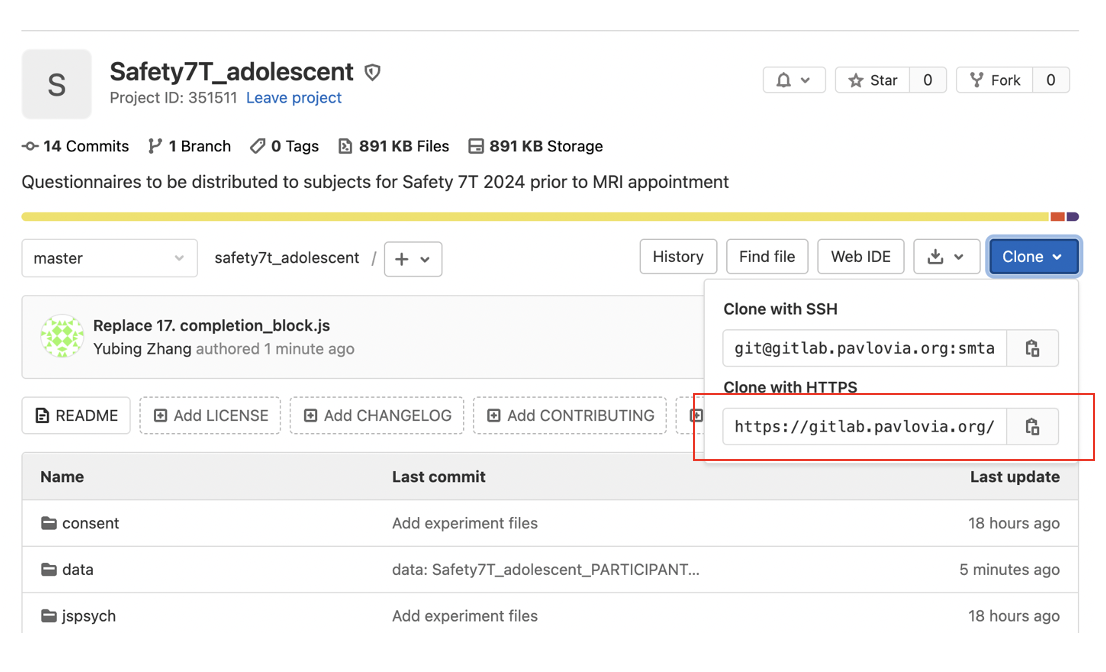 S
Safety7T_adolescent
Project ID: 351511 Leave project
Star 0 Fork 0
14 Commits 1 Branch 0 Tags 891 KB Files 891 KB Storage
Questionnaires to be distributed to subjects for Safety 7T 2024 prior to MRI appointment
master safety7t_adolescent / + History Find file Web IDE Clone
Clone with SSH
git@gitlab.pavlovia.org:smta
Clone with HTTPS
https://gitlab.pavlovia.org/
Replace 17. completion_block.js
Yubing Zhang authored 1 minute ago
README Add LICENSE Add CHANGELOG Add CONTRIBUTING
Name Last commit Last update
consent Add experiment files 18 hours ago
data data: Safety7T_adolescent_PARTICIPANT... 5 minutes ago
jspsych Add experiment files 18 hours ago